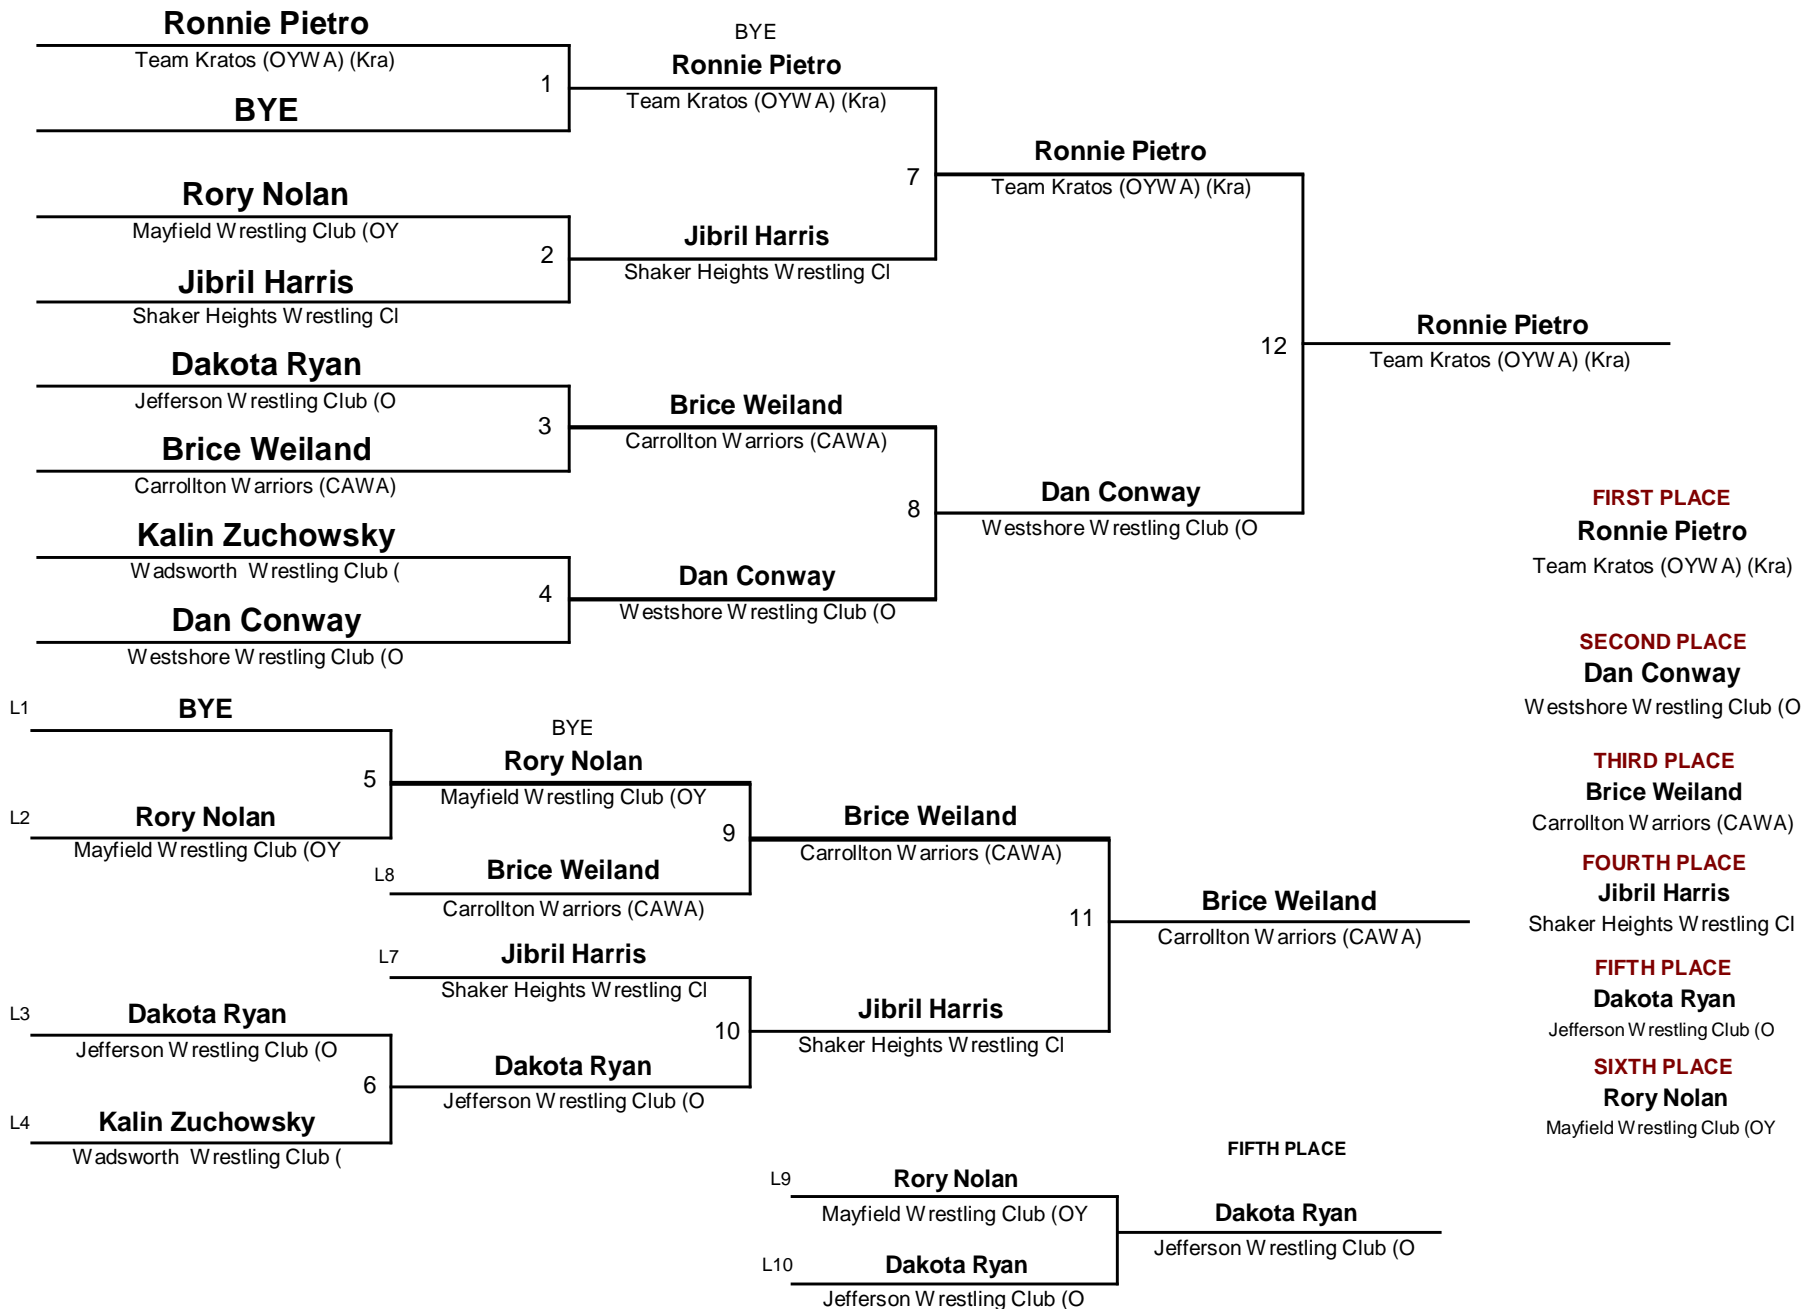 Ronnie Pietro
Team Kratos (OYWA) (Kra)
1
BYE
BYE
Ronnie Pietro
Team Kratos (OYWA) (Kra)
Rory Nolan
Mayfield Wrestling Club (OY
2
Jibril Harris
Shaker Heights Wrestling Cl
Jibril Harris
Shaker Heights Wrestling Cl
7
Ronnie Pietro
Team Kratos (OYWA) (Kra)
Dakota Ryan
Jefferson Wrestling Club (O
3
Brice Weiland
Carrollton Warriors (CAWA)
Brice Weiland
Carrollton Warriors (CAWA)
Kalin Zuchowsky
Wadsworth Wrestling Club (
4
Dan Conway
Westshore Wrestling Club (O
Dan Conway
Westshore Wrestling Club (O
8
Dan Conway
Westshore Wrestling Club (O
12
Ronnie Pietro
Team Kratos (OYWA) (Kra)
FIRST PLACE
Ronnie Pietro
Team Kratos (OYWA) (Kra)
SECOND PLACE
Dan Conway
Westshore Wrestling Club (O
THIRD PLACE
Brice Weiland
Carrollton Warriors (CAWA)
FOURTH PLACE
Jibril Harris
Shaker Heights Wrestling Cl
FIFTH PLACE
Dakota Ryan
Jefferson Wrestling Club (O
SIXTH PLACE
Rory Nolan
Mayfield Wrestling Club (OY
L1
BYE
5
L2
Rory Nolan
Mayfield Wrestling Club (OY
BYE
Rory Nolan
Mayfield Wrestling Club (OY
9
L8
Brice Weiland
Carrollton Warriors (CAWA)
Brice Weiland
Carrollton Warriors (CAWA)
L7
Jibril Harris
Shaker Heights Wrestling Cl
10
L3
Dakota Ryan
Jefferson Wrestling Club (O
6
L4
Kalin Zuchowsky
Wadsworth Wrestling Club (
Dakota Ryan
Jefferson Wrestling Club (O
Jibril Harris
Shaker Heights Wrestling Cl
11
Brice Weiland
Carrollton Warriors (CAWA)
FIFTH PLACE
L9
Rory Nolan
Mayfield Wrestling Club (OY
L10
Dakota Ryan
Jefferson Wrestling Club (O
Dakota Ryan
Jefferson Wrestling Club (O